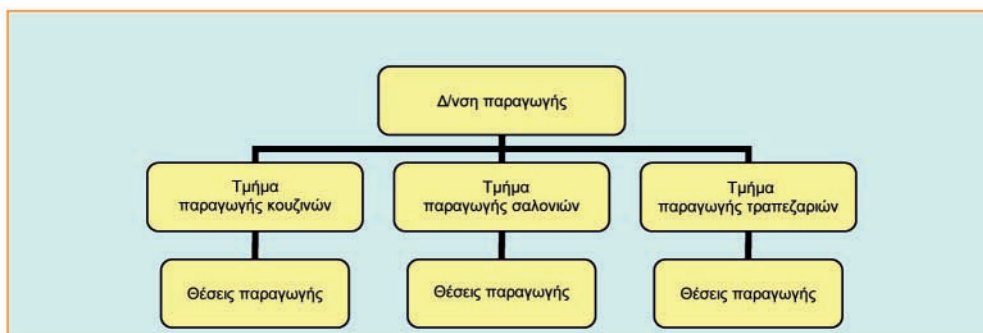 Δ/νση παραγωγής
Τμήμα
παραγωγής κουζινών
Τμήμα
παραγωγής σαλονιών
Τμήμα
παραγωγής τραπεζαριών
Θέσεις παραγωγής
Θέσεις παραγωγής
Θέσεις παραγωγής